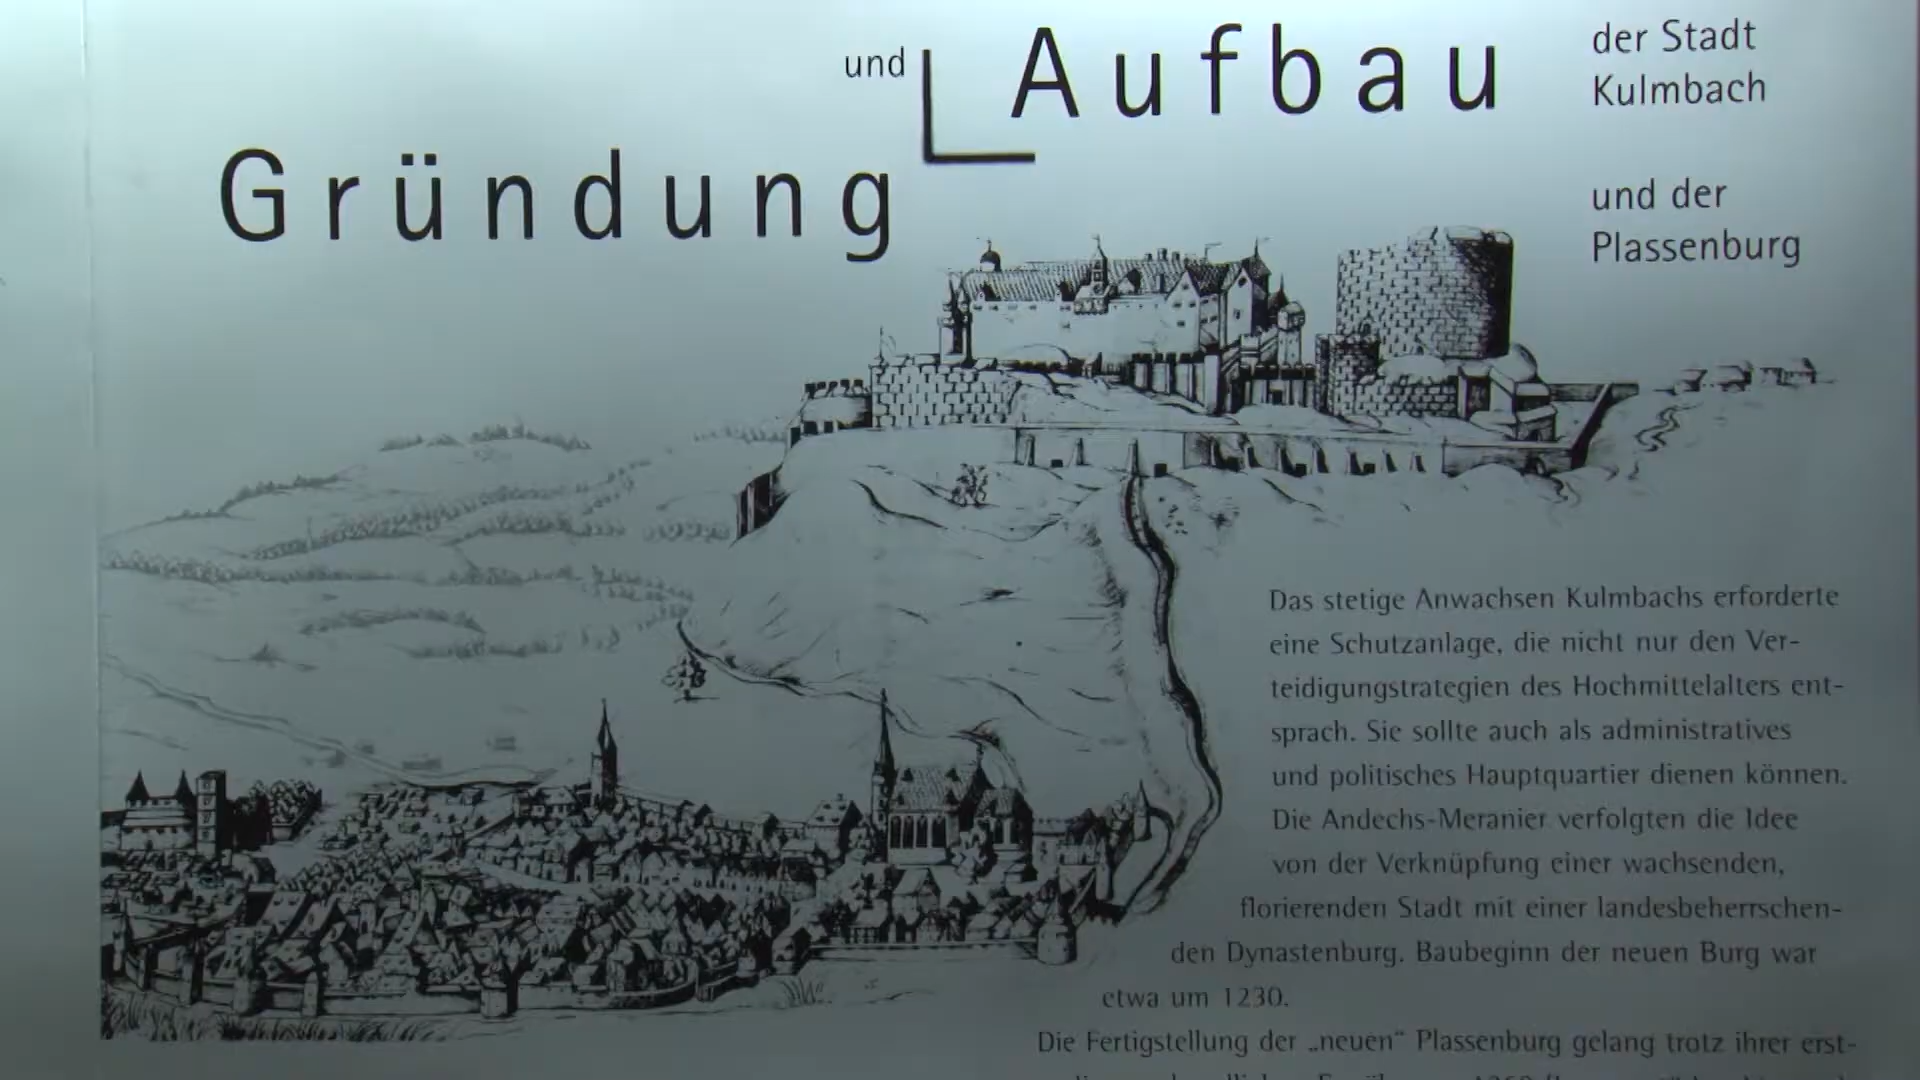 Gründung
und
Aufbau
der Stadt
Kulmbach
und der
Plassenburg
Das stetige Anwachsen Kulmbachs erforderte
eine Schutzanlage, die nicht nur den Ver-
teidigungstrategien des Hochmittelalters ent-
sprach. Sie sollte auch als administratives
und politisches Hauptquartier dienen können.
Die Andechs-Meranier verfolgten die Idee
von der Verknüpfung einer wachsenden,
florierenden Stadt mit einer landesbeherrschen-
den Dynastenburg. Baubeginn der neuen Burg war
etwa um 1230.
Die Fertigstellung der „neuen“ Plassenburg gelang trotz ihrer erst-